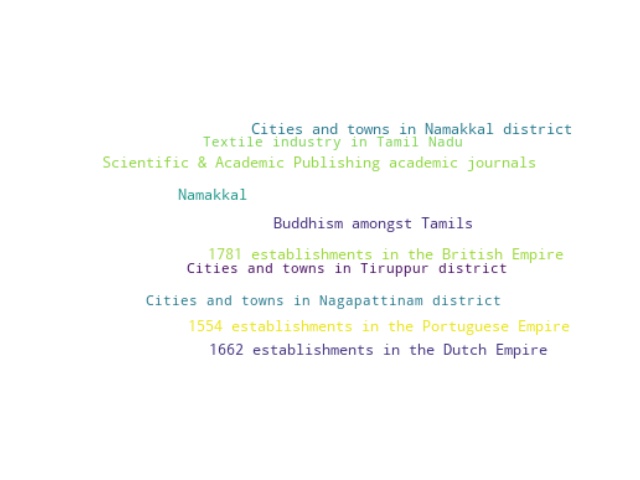 Cities and towns in Namakkal district
Textile industry in Tamil Nadu
Scientific & Academic Publishing academic journals
Namakkal
Buddhism amongst Tamils
1781 establishments in the British Empire
Cities and towns in Tiruppur district
Cities and towns in Nagapattinam district
1554 establishments in the Portuguese Empire
1662 establishments in the Dutch Empire